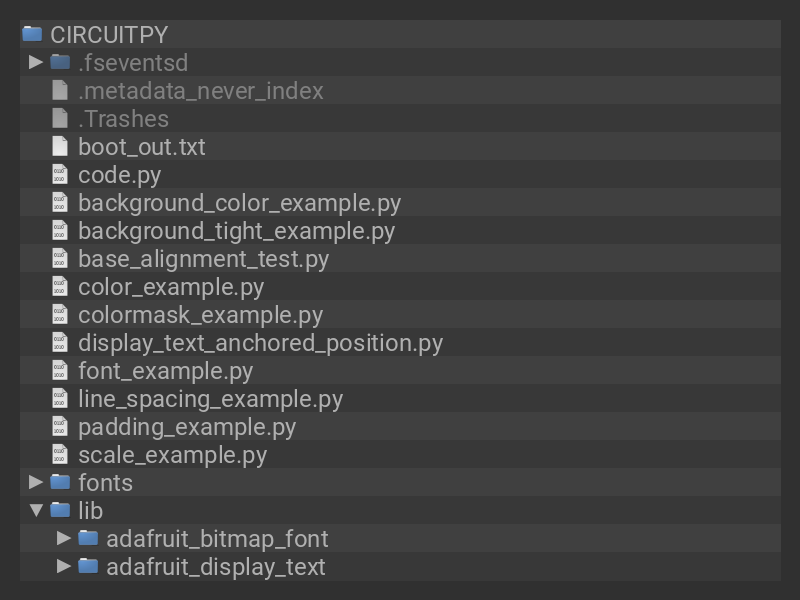 CIRCUITPY
.fseventsd
.metadata_never_index
.Trashes
boot_out.txt
code.py
background_color_example.py
background_tight_example.py
base_alignment_test.py
color_example.py
colormask_example.py
display_text_anchored_position.py
font_example.py
line_spacing_example.py
padding_example.py
scale_example.py
fonts
lib
adafruit_bitmap_font
adafruit_display_text